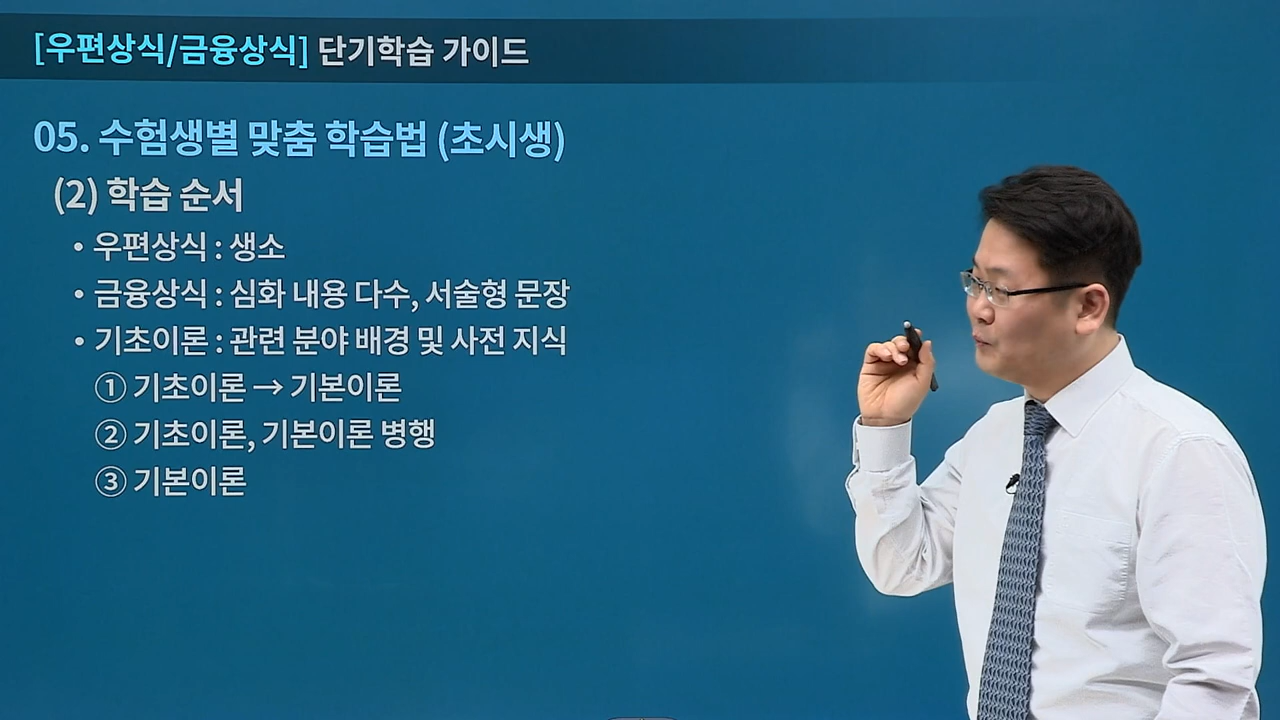 [우편상식/금융상식] 단기학습 가이드
05. 수험생별 맞춤 학습법 (초시생)
(2) 학습 순서
• 우편상식 : 생소
• 금융상식 : 심화 내용 다수, 서술형 문장
• 기초이론 : 관련 분야 배경 및 사전 지식
① 기초이론 → 기본이론
② 기초이론, 기본이론 병행
③ 기본이론